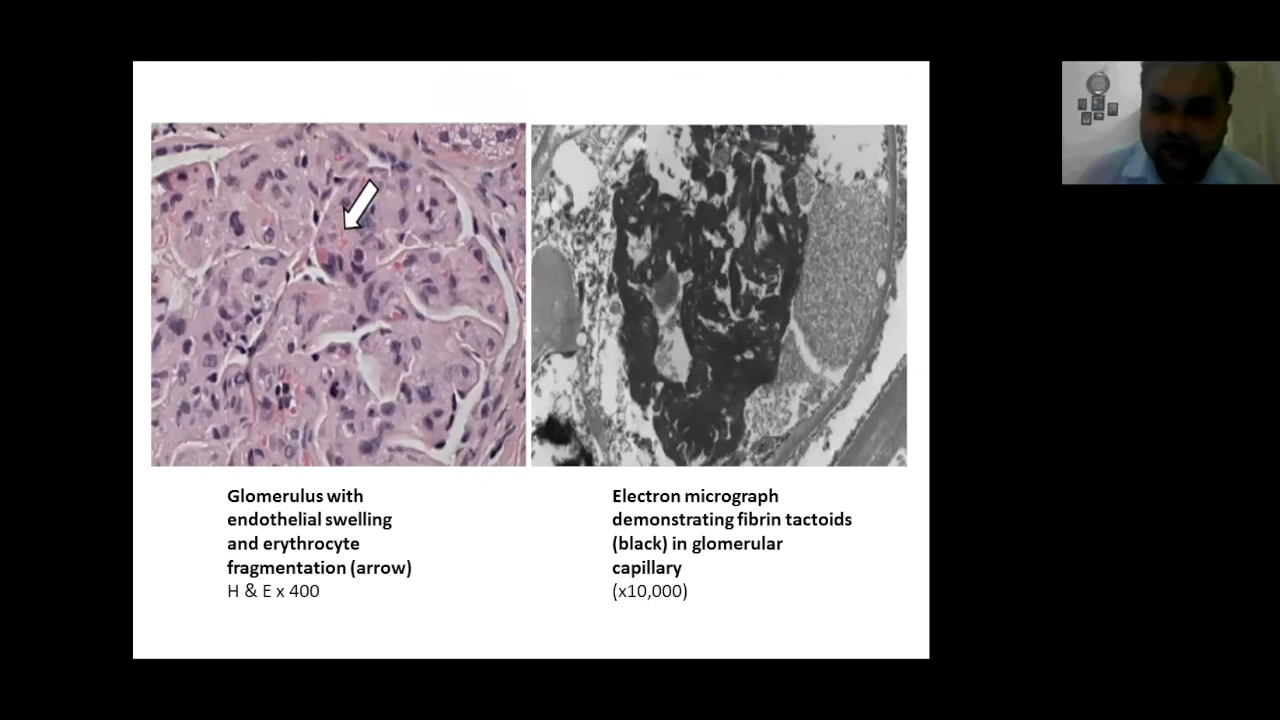 Glomerulus with
endothelial swelling
and erythrocyte
fragmentation (arrow)
H & E x 400
Electron micrograph
demonstrating fibrin tactoids
(black) in glomerular
capillary
(x10,000)